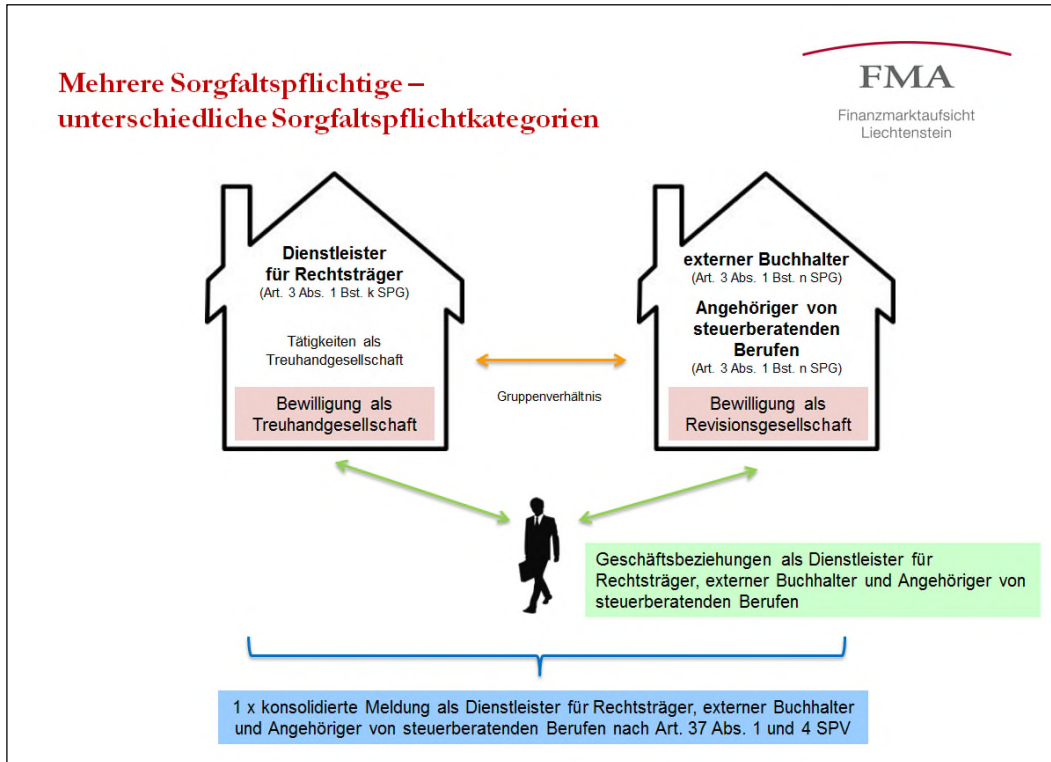 Mehrere Sorgfaltspflichtige –
unterschiedliche Sorgfaltspflichtkategorien
FMA
Finanzmarktaufsicht
Liechtenstein
Dienstleister
für Rechtsträger
(Art. 3 Abs. 1 Bst. k SPG)
Tätigkeiten als
Treuhandgesellschaft
Bewilligung als
Treuhandgesellschaft
Gruppenverhältnis
externer Buchhalter
(Art. 3 Abs. 1 Bst. n SPG)
Angehöriger von
steuerberatenden
Berufen
(Art. 3 Abs. 1 Bst. n SPG)
Bewilligung als
Revisionsgesellschaft
Geschäftsbeziehungen als Dienstleister für
Rechtsträger, externer Buchhalter und Angehöriger von
steuerberatenden Berufen
1 x konsolidierte Meldung als Dienstleister für Rechtsträger, externer Buchhalter
und Angehöriger von steuerberatenden Berufen nach Art. 37 Abs. 1 und 4 SPV